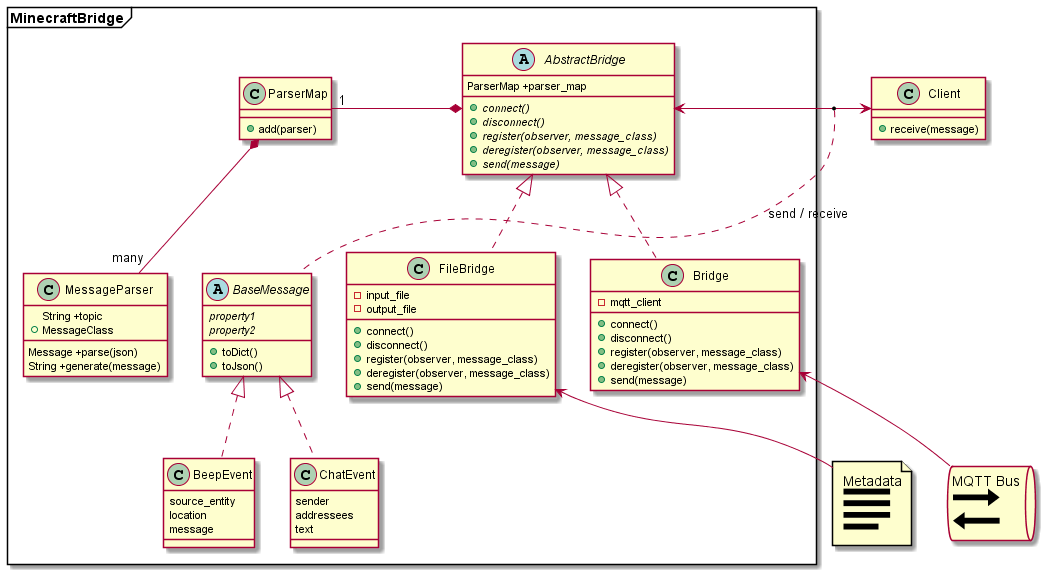 MinecraftBridge
A AbstractBridge
ParserMap +parser_map
connect()
disconnect()
register(observer, message_class)
deregister(observer, message_class)
send(message)
C ParserMap
add(parser)
1
C Client
receive(message)
send / receive
many
C MessageParser
String +topic
MessageClass
Message +parse(json)
String +generate(message)
A BaseMessage
property1
property2
toDict()
toJson()
C FileBridge
input_file
output_file
connect()
disconnect()
register(observer, message_class)
deregister(observer, message_class)
send(message)
C Bridge
mqtt_client
connect()
disconnect()
register(observer, message_class)
deregister(observer, message_class)
send(message)
C BeepEvent
source_entity
location
message
C ChatEvent
sender
addressees
text
Metadata
MQTT Bus